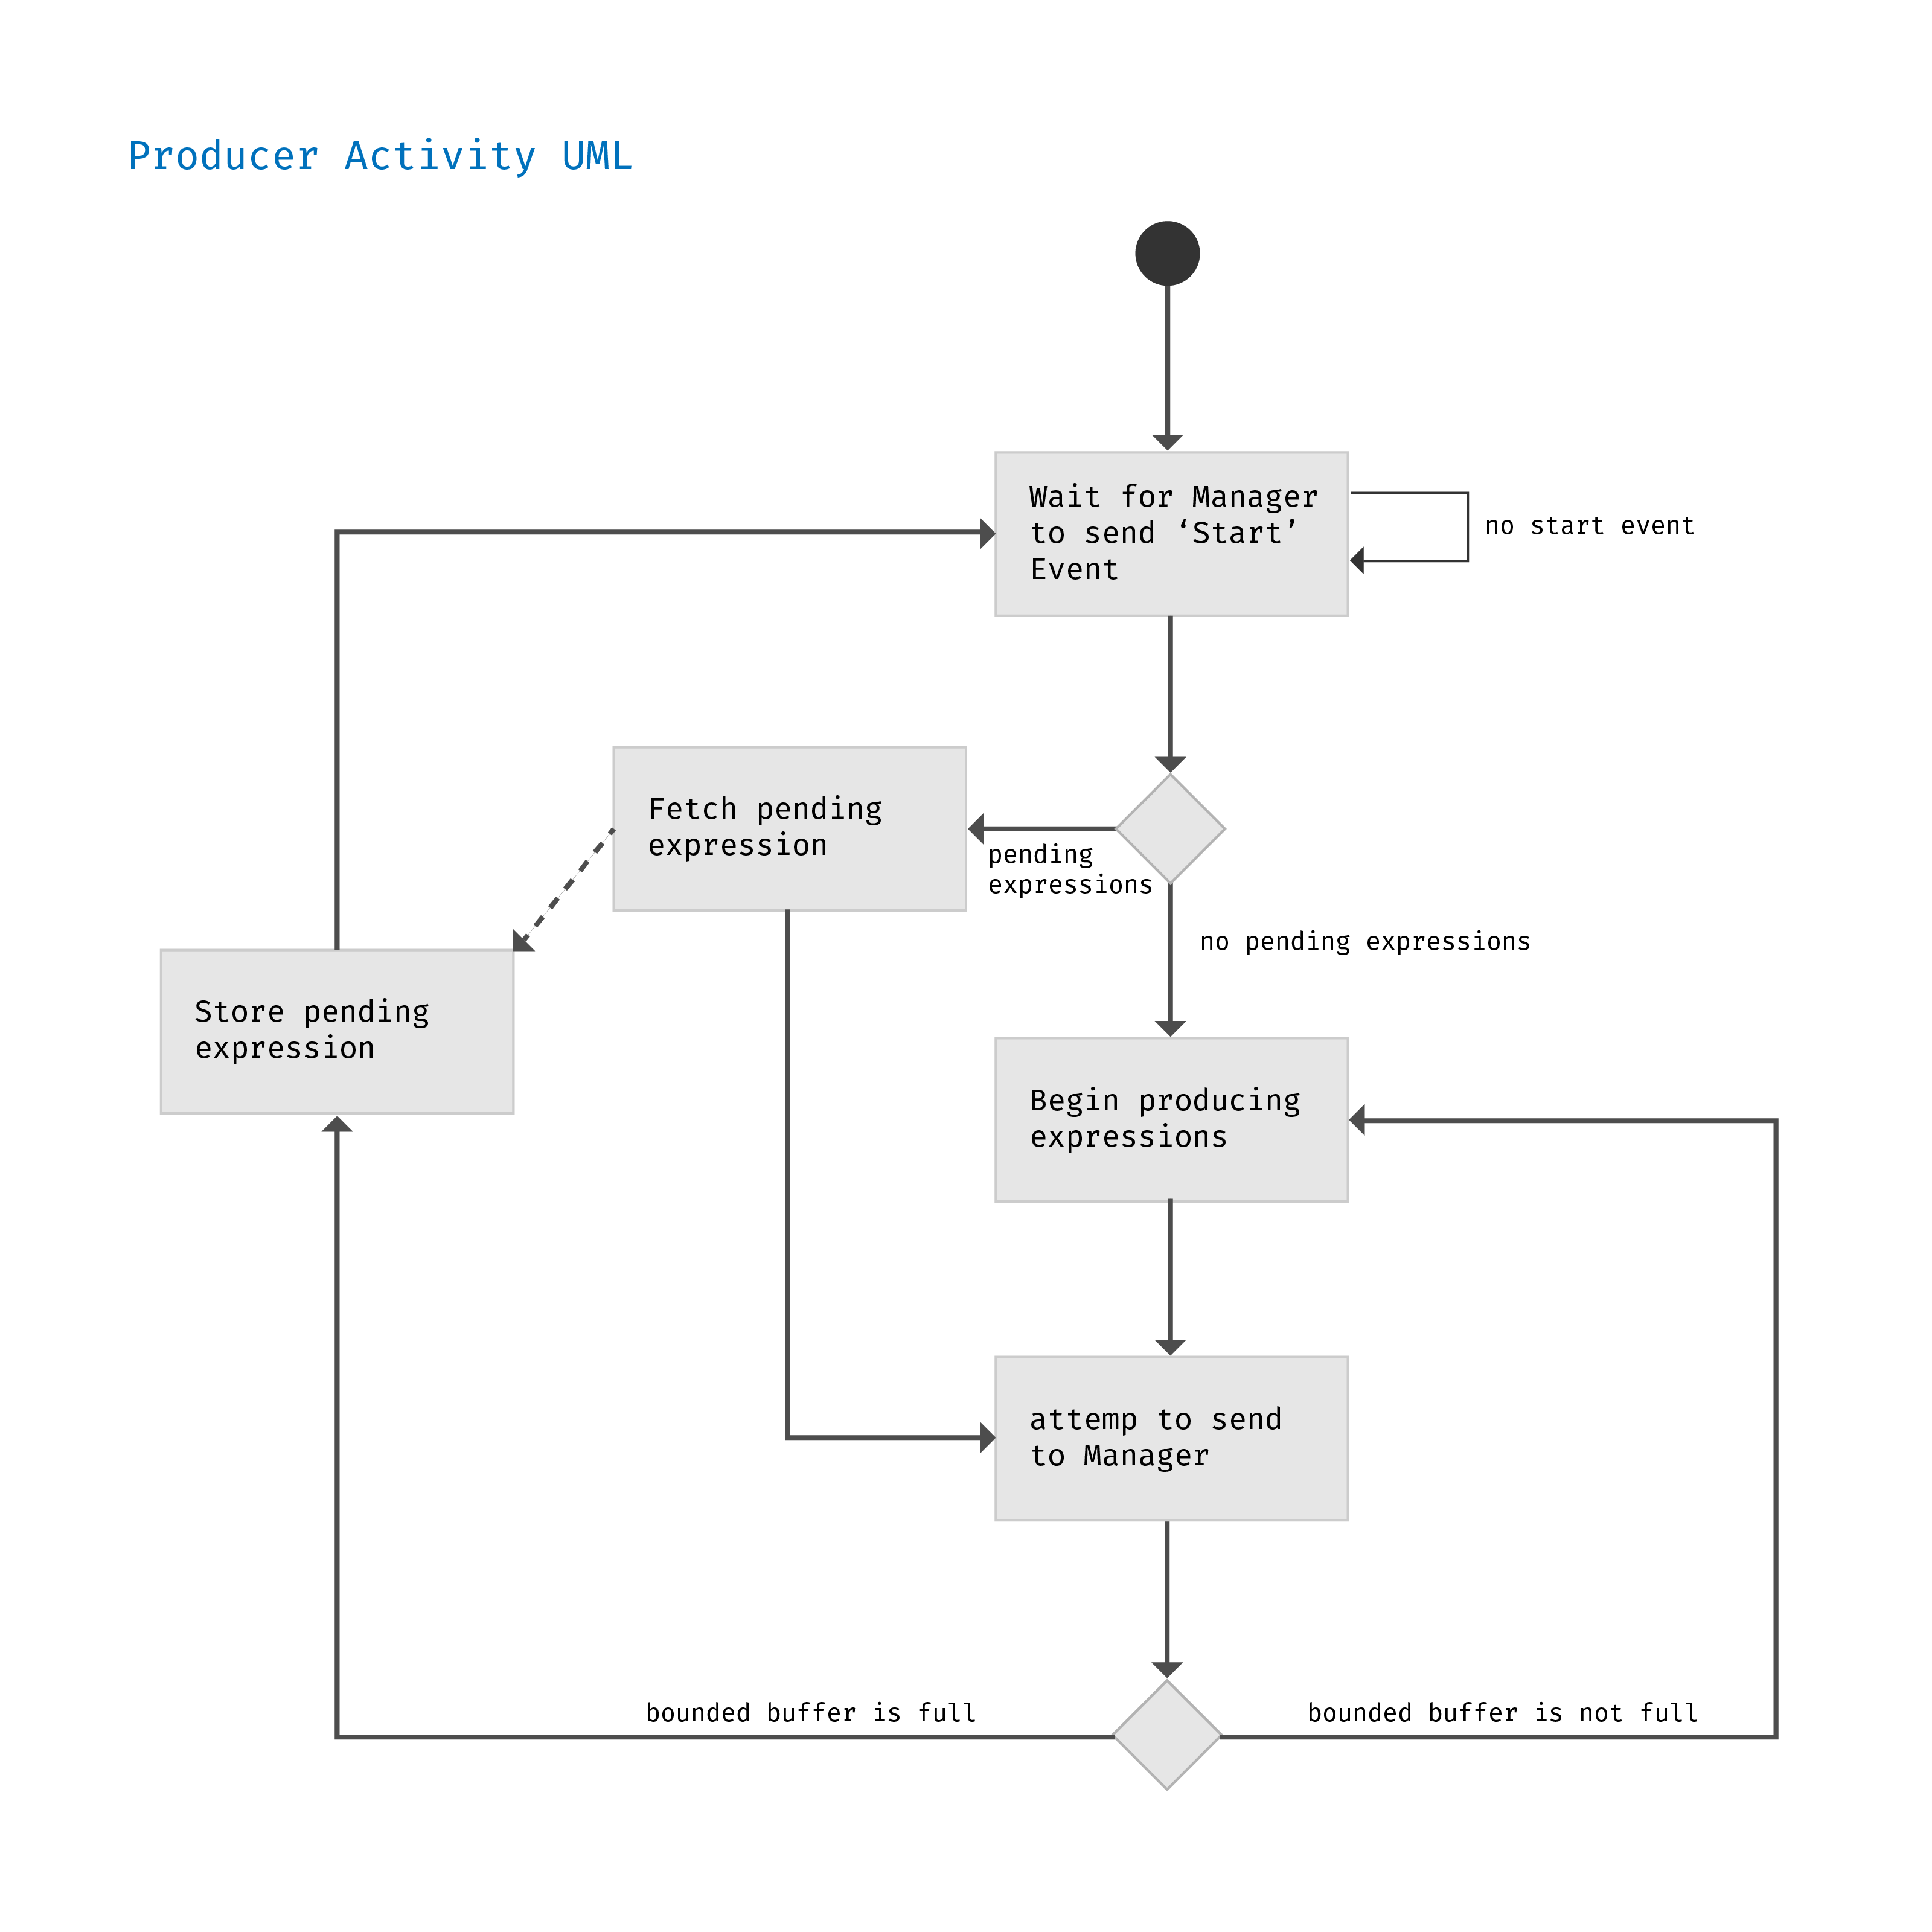 Producer Activity UML
Wait for Manager
to send ‘Start’
Event
no start event
Fetch pending
expression
pending
expressions
no pending expressions
Store pending
expression
Begin producing
expressions
attemp to send
to Manager
bounded buffer is full
bounded buffer is not full